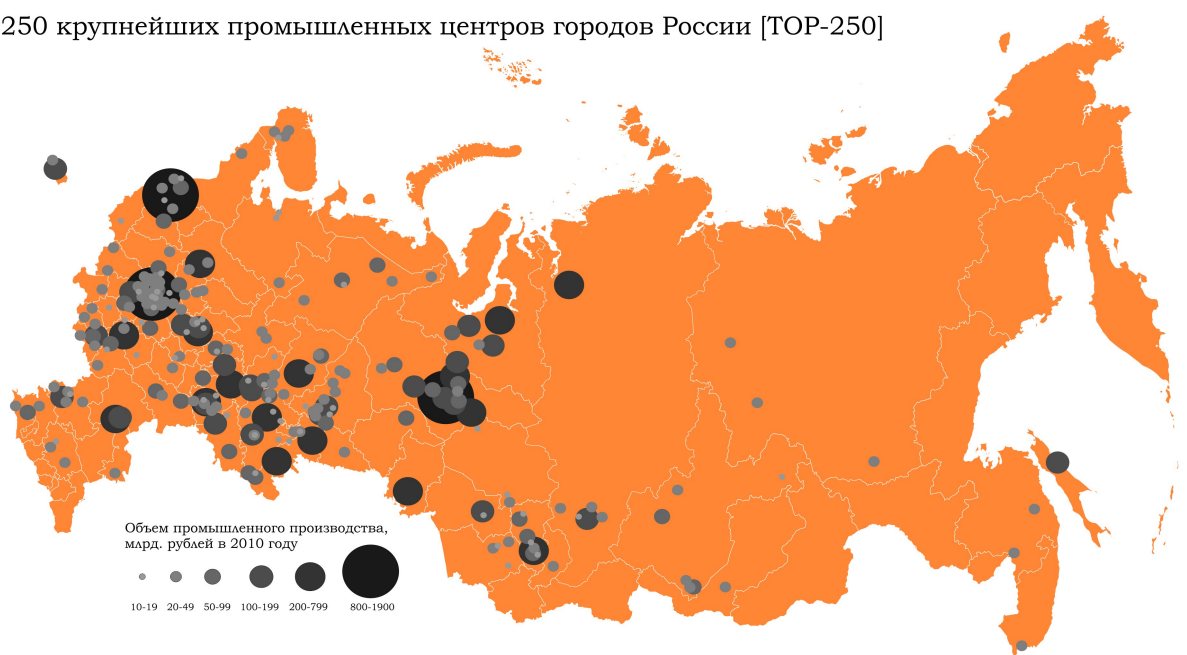 250 крупнейших промышленных центров городов России [TOP-250]
Объем промышленного производства,
млрд. рублей в 2010 году
10-19 20-49 50-99 100-199 200-799 800-1900